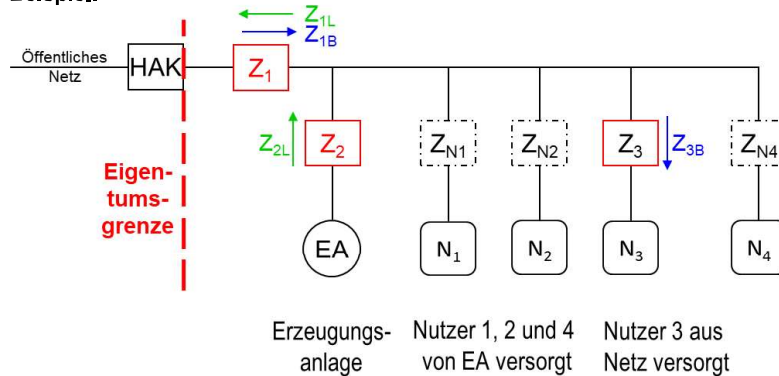 Z1L
Z1B
Öffentliches
Netz
HAK
Z1
Z2L
Z2
ZN1
ZN2
Z3
Z3B
ZN4
Eigen-
tums-
grenze
EA
N1
N2
N3
N4
Erzeugungs-
anlage
Nutzer 1, 2 und 4
von EA versorgt
Nutzer 3 aus
Netz versorgt